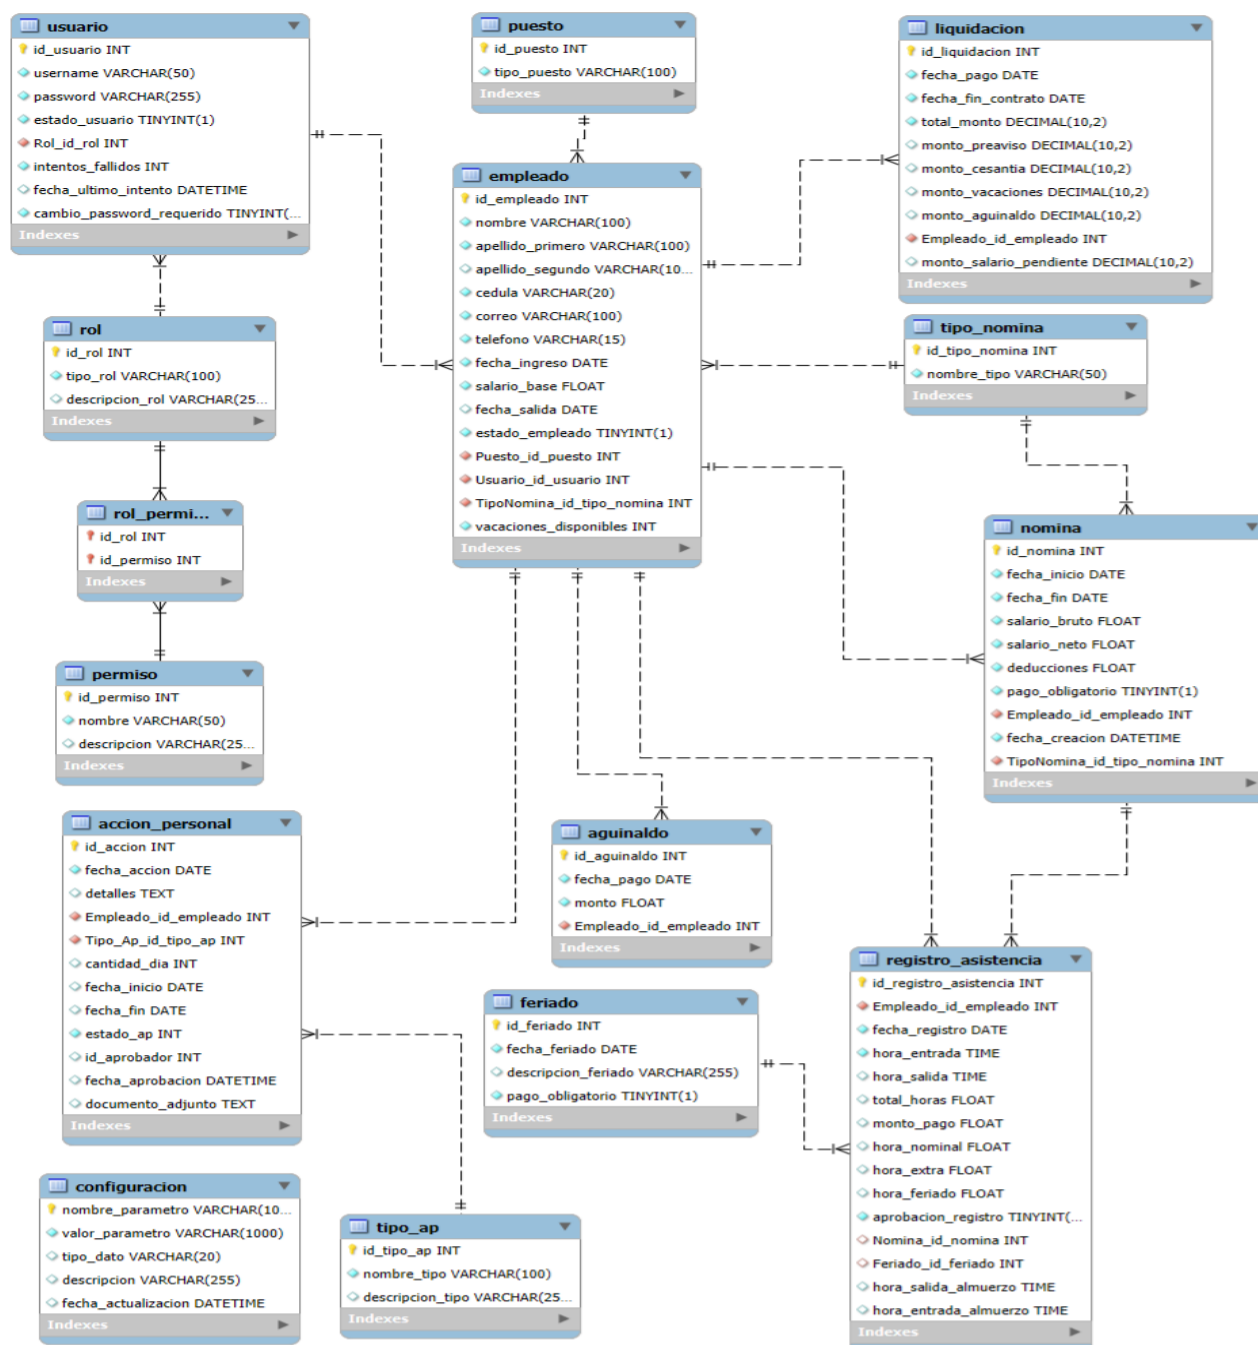 usuario
id_usuario INT
username VARCHAR(50)
password VARCHAR(255)
estado_usuario TINYINT(1)
Rol_id_rol INT
intentos_fallidos INT
fecha_ultimo_intento DATETIME
cambio_password_requerido TINYINT(...
Indexes
puesto
id_puesto INT
tipo_puesto VARCHAR(100)
Indexes
liquidacion
id_liquidacion INT
fecha_pago DATE
fecha_fin_contrato DATE
total_monto DECIMAL(10,2)
monto_preaviso DECIMAL(10,2)
monto_cesantia DECIMAL(10,2)
monto_vacaciones DECIMAL(10,2)
monto_aguinaldo DECIMAL(10,2)
Empleado_id_empleado INT
monto_salario_pendiente DECIMAL(10,2)
Indexes
empleado
id_empleado INT
nombre VARCHAR(100)
apellido_primero VARCHAR(100)
apellido_segundo VARCHAR(10...
cedula VARCHAR(20)
correo VARCHAR(100)
telefono VARCHAR(15)
fecha_ingreso DATE
salario_base FLOAT
fecha_salida DATE
estado_empleado TINYINT(1)
Puesto_id_puesto INT
Usuario_id_usuario INT
TipoNomina_id_tipo_nomina INT
vacaciones_disponibles INT
Indexes
rol
id_rol INT
tipo_rol VARCHAR(100)
descripcion_rol VARCHAR(25...
Indexes
tipo_nomina
id_tipo_nomina INT
nombre_tipo VARCHAR(50)
Indexes
rol_permi...
id_rol INT
id_permiso INT
Indexes
nomina
id_nomina INT
fecha_inicio DATE
fecha_fin DATE
salario_bruto FLOAT
salario_neto FLOAT
deducciones FLOAT
pago_obligatorio TINYINT(1)
Empleado_id_empleado INT
fecha_creacion DATETIME
TipoNomina_id_tipo_nomina INT
Indexes
permiso
id_permiso INT
nombre VARCHAR(50)
descripcion VARCHAR(25...
Indexes
accion_personal
id_accion INT
fecha_accion DATE
detalles TEXT
Empleado_id_empleado INT
Tipo_Ap_id_tipo_ap INT
cantidad_dia INT
fecha_inicio DATE
fecha_fin DATE
estado_ap INT
id_aprobador INT
fecha_aprobacion DATETIME
documento_adjunto TEXT
Indexes
aguinaldo
id_aguinaldo INT
fecha_pago DATE
monto FLOAT
Empleado_id_empleado INT
Indexes
registro_asistencia
id_registro_asistencia INT
Empleado_id_empleado INT
fecha_registro DATE
hora_entrada TIME
hora_salida TIME
total_horas FLOAT
monto_pago FLOAT
hora_nominal FLOAT
hora_extra FLOAT
hora_feriado FLOAT
aprobacion_registro TINYINT(...
Nomina_id_nomina INT
Feriado_id_feriado INT
hora_salida_almuerzo TIME
hora_entrada_almuerzo TIME
Indexes
feriado
id_feriado INT
fecha_feriado DATE
descripcion_feriado VARCHAR(255)
pago_obligatorio TINYINT(1)
Indexes
configuracion
nombre_parametro VARCHAR(10...
valor_parametro VARCHAR(1000)
tipo_dato VARCHAR(20)
descripcion VARCHAR(255)
fecha_actualizacion DATETIME
Indexes
tipo_ap
id_tipo_ap INT
nombre_tipo VARCHAR(100)
descripcion_tipo VARCHAR(25...
Indexes